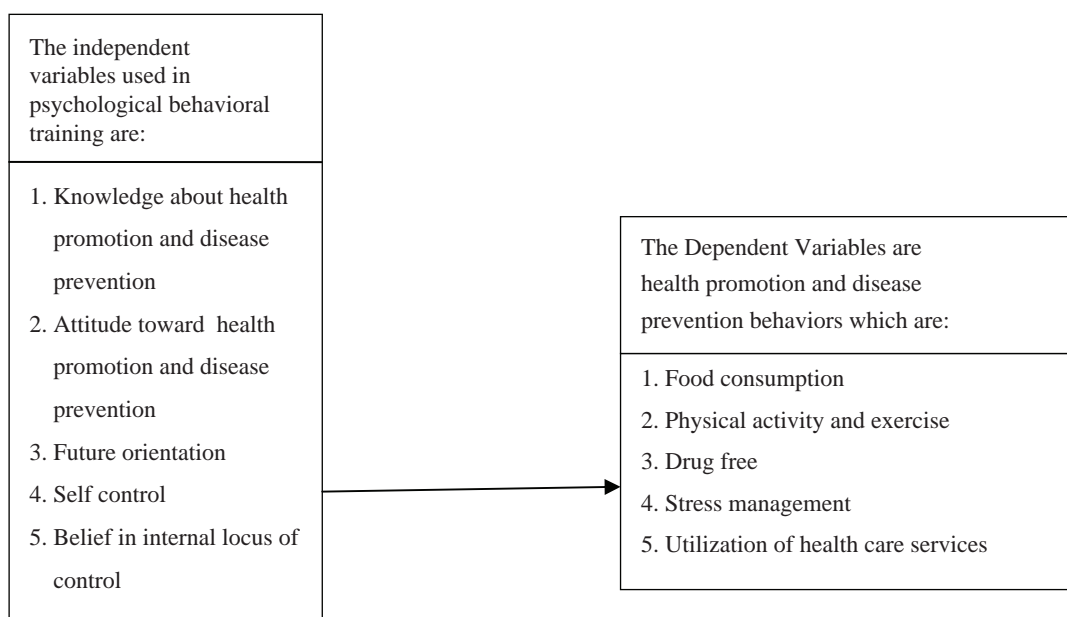 The independent
variables used in
psychological behavioral
training are:
1. Knowledge about health
promotion and disease
prevention
2. Attitude toward health
promotion and disease
prevention
3. Future orientation
4. Self control
5. Belief in internal locus of
control
The Dependent Variables are
health promotion and disease
prevention behaviors which are:
1. Food consumption
2. Physical activity and exercise
3. Drug free
4. Stress management
5. Utilization of health care services